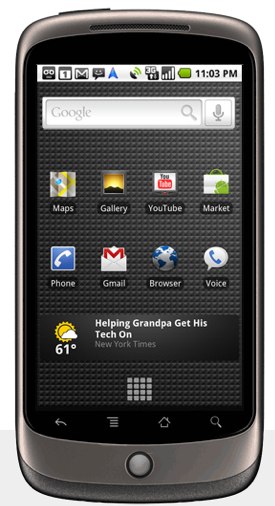 11:03 PM
Google
Maps
Gallery
YouTube
Market
Phone
Gmail
Browser
Voice
Helping Grandpa Get His
Tech On
New York Times
61°